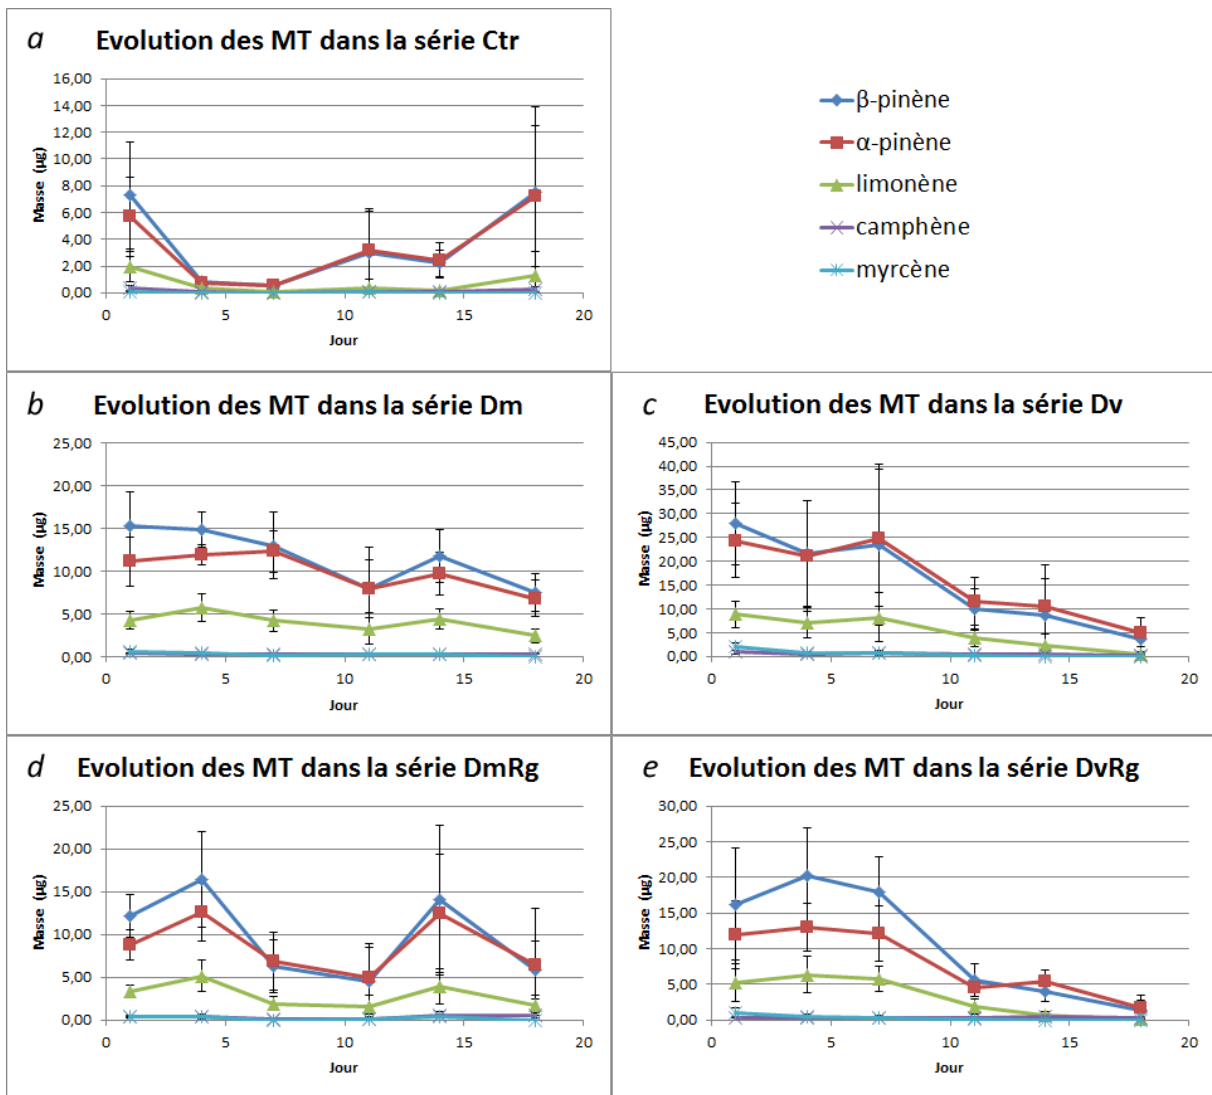 a Evolution des MT dans la série Ctr
16,00
14,00
12,00
10,00
8,00
6,00
4,00
2,00
0,00
Masse (µg)
0 5 10 15 20
Jour
β-pinène
α-pinène
limonène
camphène
myrcène
b Evolution des MT dans la série Dm
25,00
20,00
15,00
10,00
5,00
0,00
Masse (µg)
0 5 10 15 20
Jour
c Evolution des MT dans la série Dv
45,00
40,00
35,00
30,00
25,00
20,00
15,00
10,00
5,00
0,00
Masse (µg)
0 5 10 15 20
Jour
d Evolution des MT dans la série DmRg
25,00
20,00
15,00
10,00
5,00
0,00
Masse (µg)
0 5 10 15 20
Jour
e Evolution des MT dans la série DvRg
30,00
25,00
20,00
15,00
10,00
5,00
0,00
Masse (µg)
0 5 10 15 20
Jour